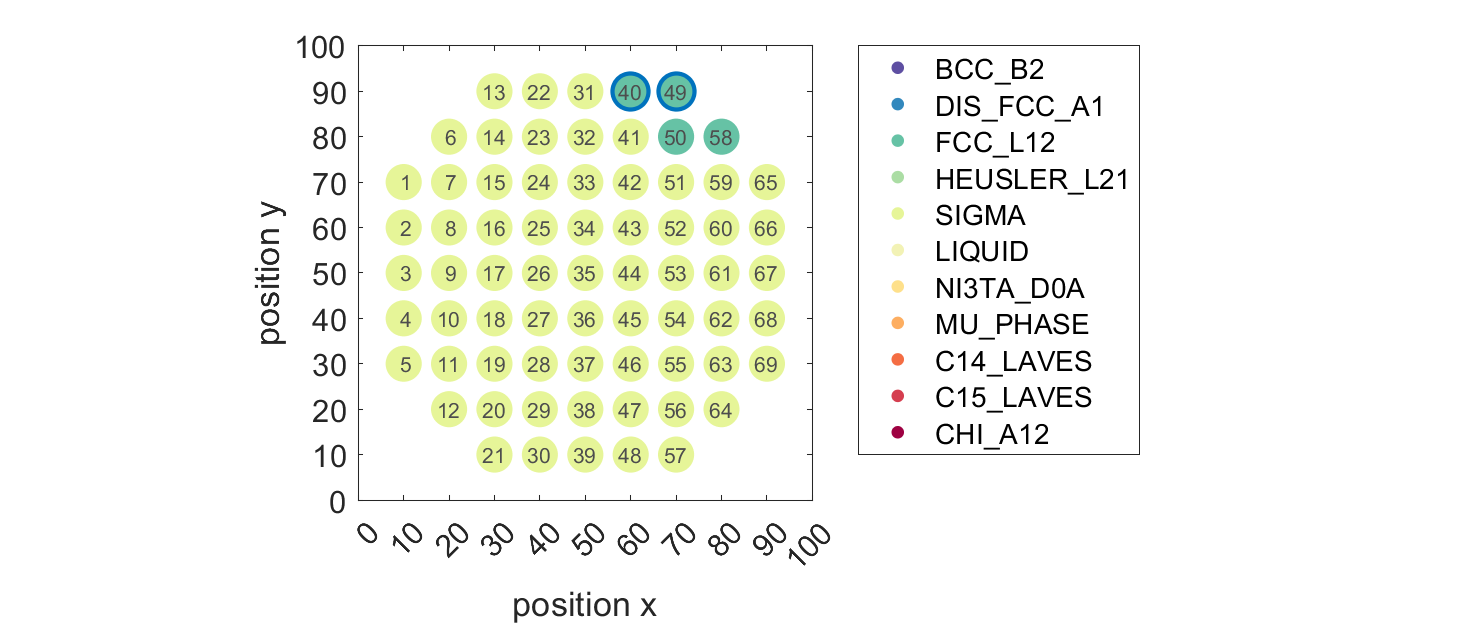 100
90
80
70
60
50
40
30
20
10
0
position y
13 22 31 40 49
6 14 23 32 41 50 58
1 7 15 24 33 42 51 59 65
2 8 16 25 34 43 52 60 66
3 9 17 26 35 44 53 61 67
4 10 18 27 36 45 54 62 68
5 11 19 28 37 46 55 63 69
12 20 29 38 47 56 64
21 30 39 48 57
0 10 20 30 40 50 60 70 80 90 100
position x
BCC_B2
DIS_FCC_A1
FCC_L12
HEUSLER_L21
SIGMA
LIQUID
NI3TA_D0A
MU_PHASE
C14_LAVES
C15_LAVES
CHI_A12